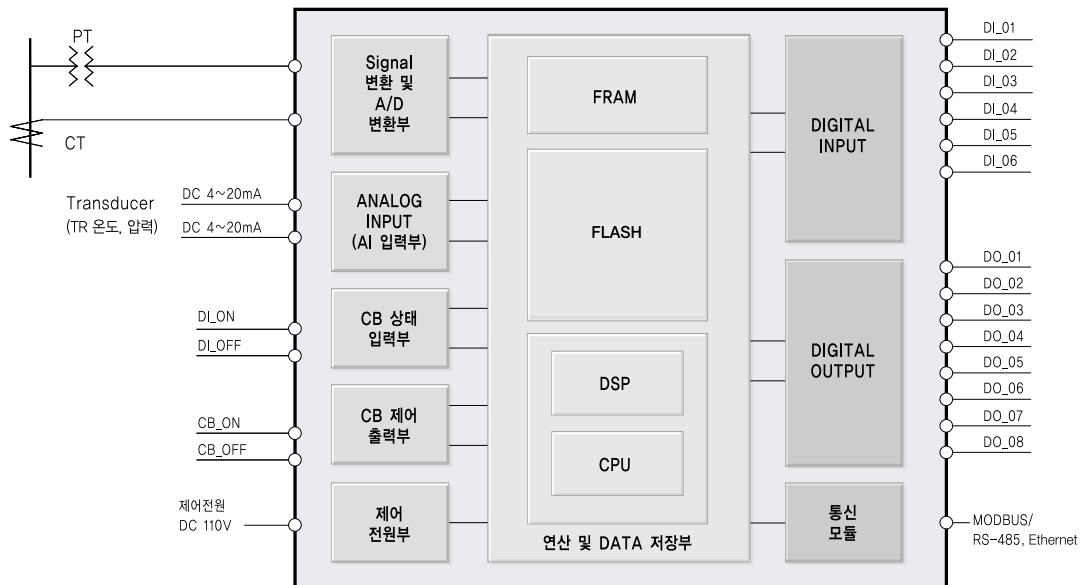 PT
CT
Transducer
(TR 온도, 압력)
DC 4~20mA
DC 4~20mA
DI_ON
DI_OFF
CB_ON
CB_OFF
제어전원
DC 110V
Signal
변환 및
A/D
변환부
ANALOG
INPUT
(AI 입력부)
CB 상태
입력부
CB 제어
출력부
제어
전원부
FRAM
FLASH
DSP
CPU
연산 및 DATA 저장부
DIGITAL
INPUT
DIGITAL
OUTPUT
통신
모듈
DI_01
DI_02
DI_03
DI_04
DI_05
DI_06
DO_01
DO_02
DO_03
DO_04
DO_05
DO_06
DO_07
DO_08
MODBUS/
RS-485, Ethernet